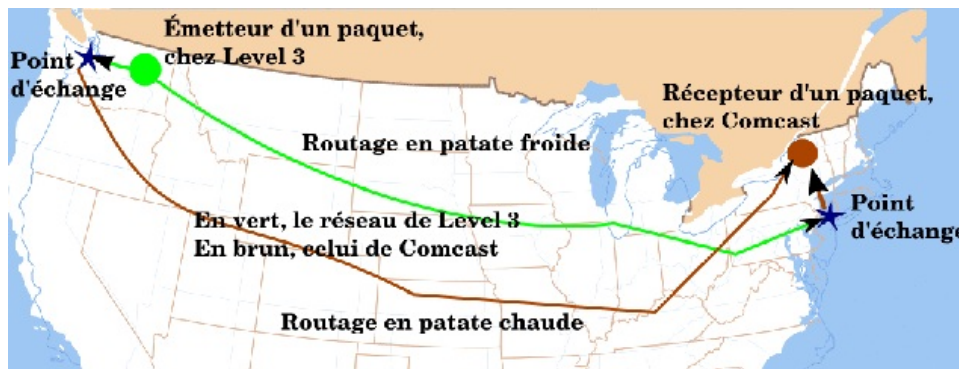 Émetteur d'un paquet,
chez Level 3
Point
d'échange
Récepteur d'un paquet,
chez Comcast
Routage en patate froide
En vert, le réseau de Level 3
En brun, celui de Comcast
Point
d'échange
Routage en patate chaude